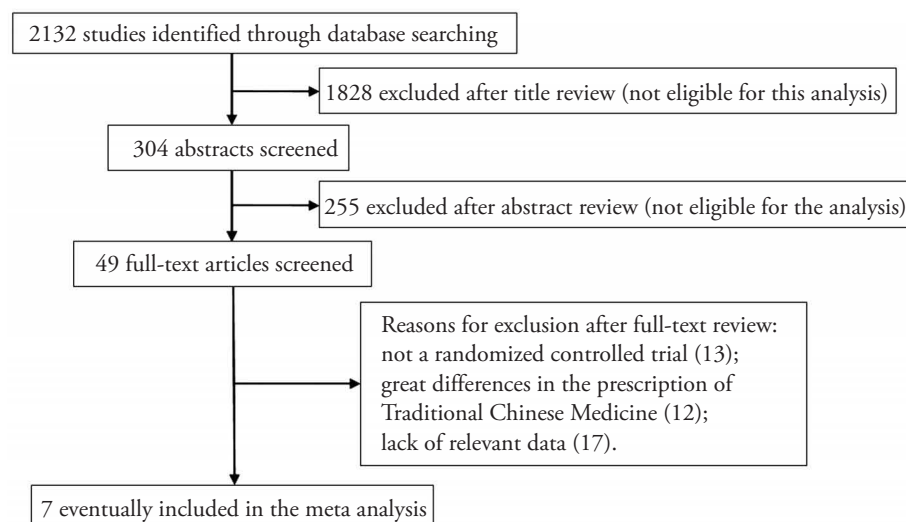 2132 studies identified through database searching
1828 excluded after title review (not eligible for this analysis)
304 abstracts screened
255 excluded after abstract review (not eligible for the analysis)
49 full-text articles screened
Reasons for exclusion after full-text review:
not a randomized controlled trial (13);
great differences in the prescription of
Traditional Chinese Medicine (12);
lack of relevant data (17).
7 eventually included in the meta analysis